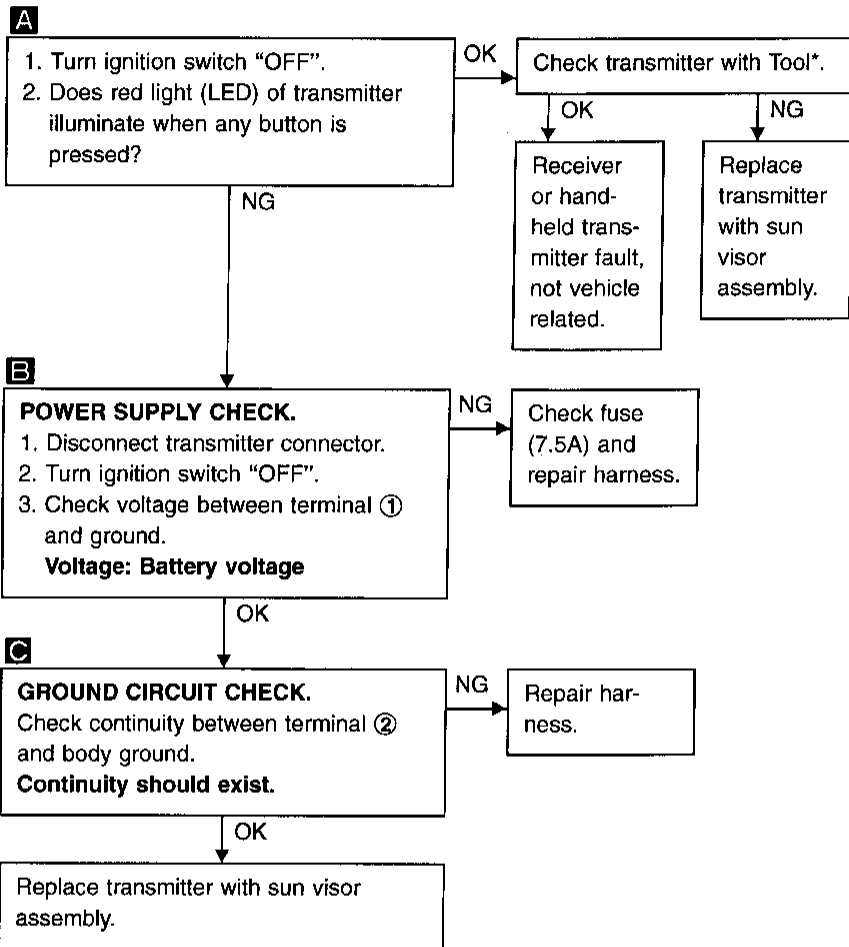 A
1. Turn ignition switch “OFF”.
2. Does red light (LED) of transmitter
illuminate when any button is
pressed?
OK
Check transmitter with Tool*.
OK
NG
Receiver
or hand-
held trans-
mitter fault,
not vehicle
related.
Replace
transmitter
with sun
visor
assembly.
NG
B
POWER SUPPLY CHECK.
1. Disconnect transmitter connector.
2. Turn ignition switch “OFF”.
3. Check voltage between terminal ①
and ground.
Voltage: Battery voltage
NG
Check fuse
(7.5A) and
repair harness.
OK
C
GROUND CIRCUIT CHECK.
Check continuity between terminal ②
and body ground.
Continuity should exist.
NG
Repair har-
ness.
OK
Replace transmitter with sun visor
assembly.